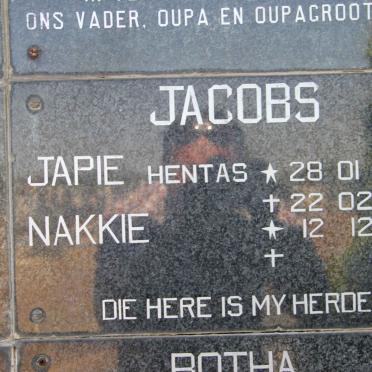 ONS VADER, OUPA EN OUPAGROOT
JACOBS
JAPIE HENTAS ★ 28 01
✝ 22 02
NAKKIE ★ 12 12
✝
DIE HERE IS MY HERDE
BOTHA